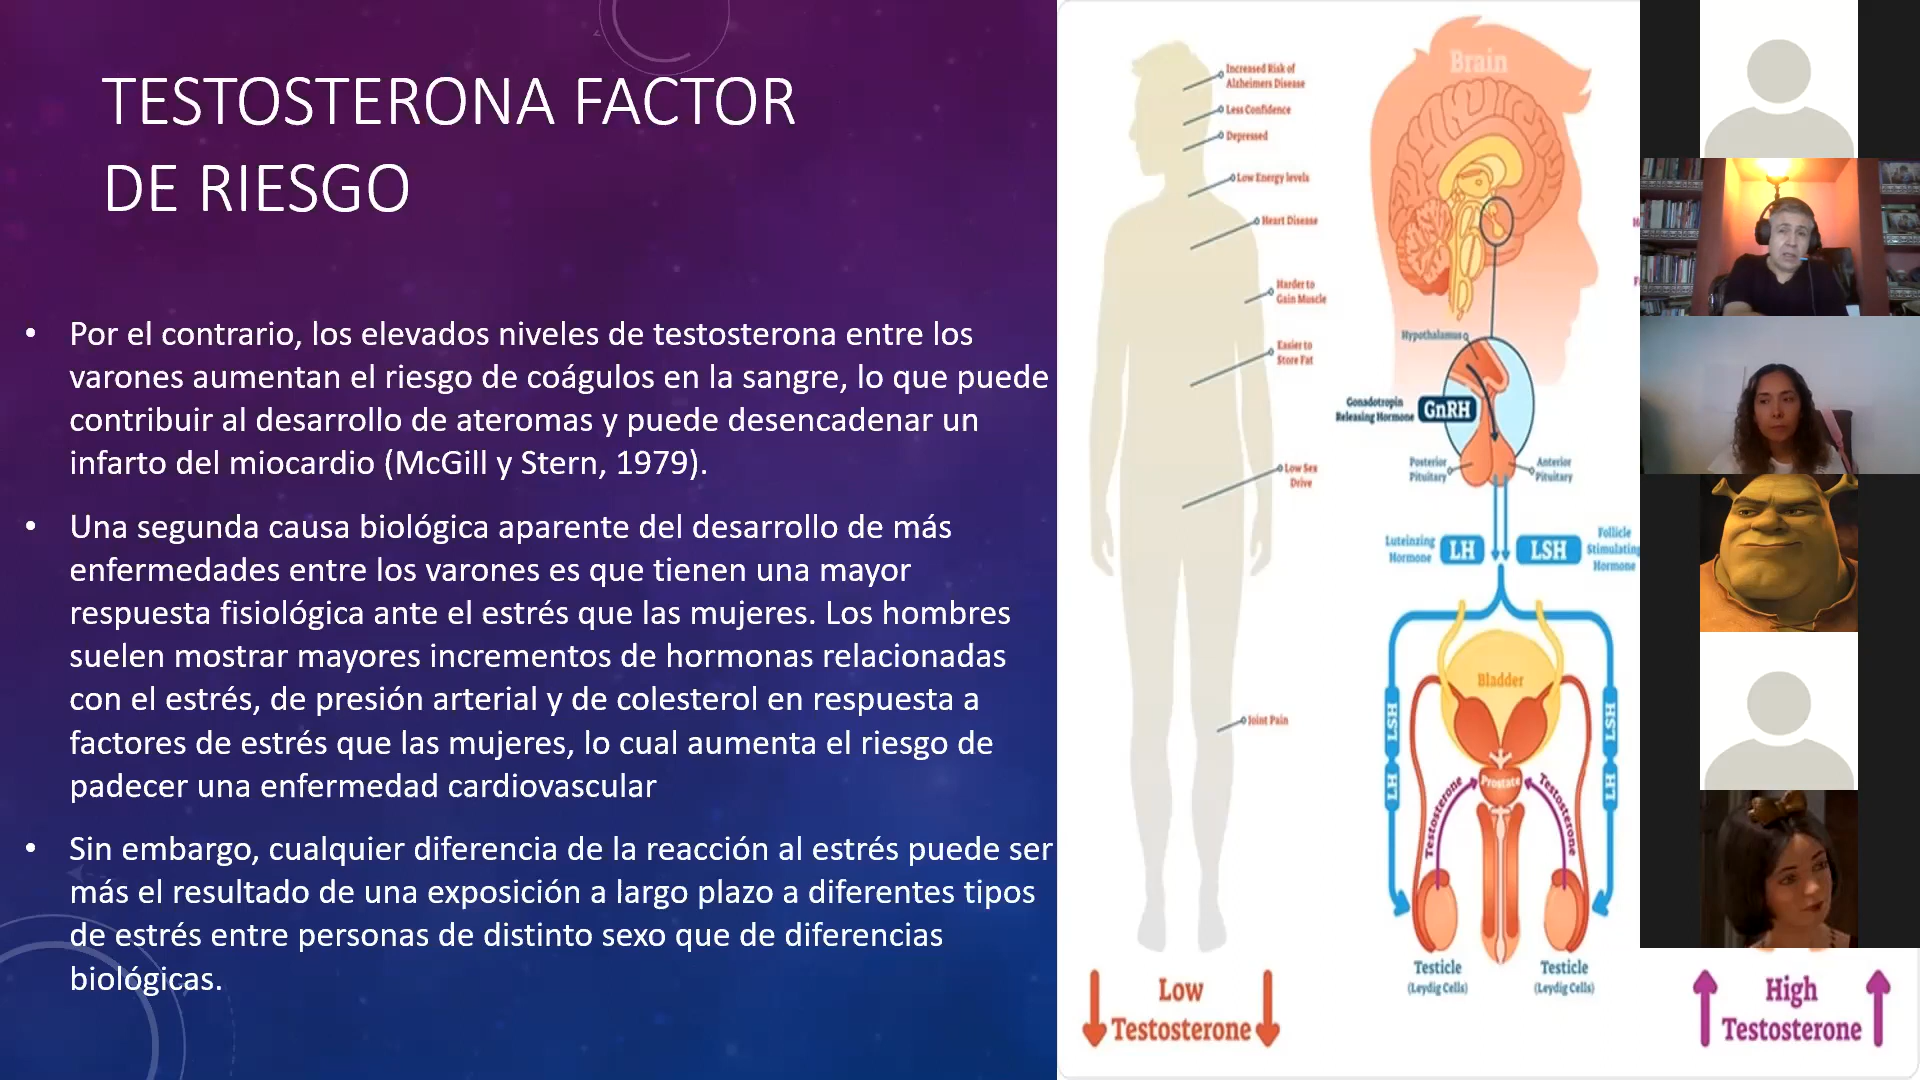 TESTOSTERONA FACTOR
DE RIESGO
• Por el contrario, los elevados niveles de testosterona entre los
varones aumentan el riesgo de coágulos en la sangre, lo que puede
contribuir al desarrollo de ateromas y puede desencadenar un
infarto del miocardio (McGill y Stern, 1979).
• Una segunda causa biológica aparente del desarrollo de más
enfermedades entre los varones es que tienen una mayor
respuesta fisiológica ante el estrés que las mujeres. Los hombres
suelen mostrar mayores incrementos de hormonas relacionadas
con el estrés, de presión arterial y de colesterol en respuesta a
factores de estrés que las mujeres, lo cual aumenta el riesgo de
padecer una enfermedad cardiovascular
• Sin embargo, cualquier diferencia de la reacción al estrés puede ser
más el resultado de una exposición a largo plazo a diferentes tipos
de estrés entre personas de distinto sexo que de diferencias
biológicas.
Increased Risk of
Alzheimers Disease
Less Confidence
Depressed
Low Energy levels
Heart Disease
Harder to
Gain Muscle
Easier to
Store Fat
Low Sex
Drive
Joint Pain
Low
Testosterone
Brain
Hypothalamus
Gonadotropin
Releasing Hormone
GnRH
Posterior
Pituitary
Anterior
Pituitary
Luteinzing
Hormone
LH
LSH
Follicle
Stimulating
Hormone
Bladder
LSH
LH
LSH
LH
Prostate
Testosterone
Testosterone
Testicle
(Leydig Cells)
Testicle
(Leydig Cells)
High
Testosterone